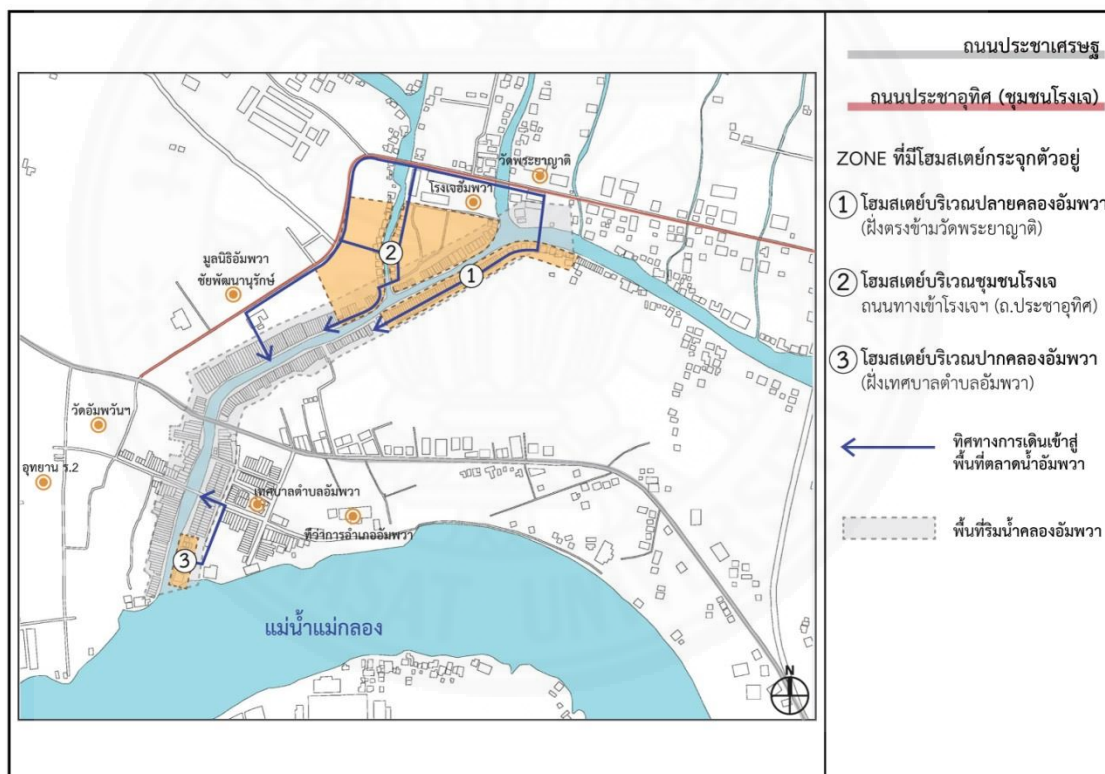 ถนนประชาเศรษฐ
ถนนประชาอุทิศ (ชุมชนโรงเจ)
ZONE ที่มีโฮมสเตย์กระจุกตัวอยู่
1 โฮมสเตย์บริเวณปลายคลองอัมพวา
(ฝั่งตรงข้ามวัดพระยาญาติ)
2 โฮมสเตย์บริเวณชุมชนโรงเจ
ถนนทางเข้าโรงเจฯ (ถ.ประชาอุทิศ)
3 โฮมสเตย์บริเวณปากคลองอัมพวา
(ฝั่งเทศบาลตำบลอัมพวา)
ทิศทางการเดินเข้าสู่
พื้นที่ตลาดน้ำอัมพวา
พื้นที่ริมน้ำคลองอัมพวา
วัดพระยาญาติ
โรงเจอัมพวา
2
1
มูลนิธิอัมพวา
ชัยพัฒนานุรักษ์
วัดอัมพวันฯ
อุทยาน ร.2
เทศบาลตำบลอัมพวา
ที่ว่าการอำเภออัมพวา
3
แม่น้ำแม่กลอง
N